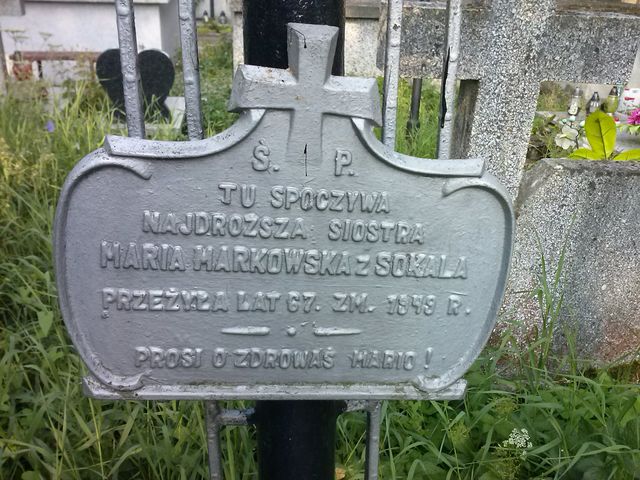 Ś. P.
TU SPOCZYWA
NAJDROŻSZA SIOSTRA
MARIA MARKOWSKA z SOKALA
PRZEŻYŁA LAT 67. ZM. 1849 R.
PROSI O ZDROWAŚ MARIO!